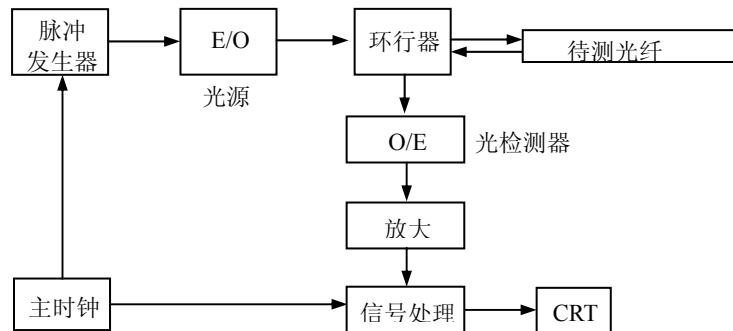 脉冲
发生器
E/O
环行器
待测光纤
光源
O/E
光检测器
放大
主时钟
信号处理
CRT